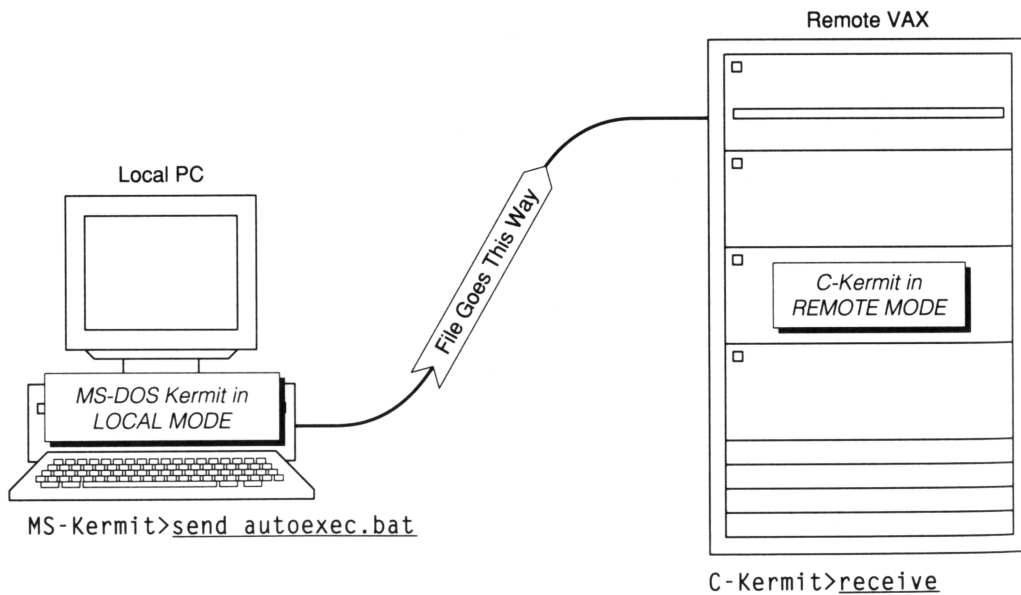 Remote VAX
Local PC
File Goes This Way
C-Kermit in
REMOTE MODE
MS-DOS Kermit in
LOCAL MODE
MS-Kermit>send autoexec.bat
C-Kermit>receive